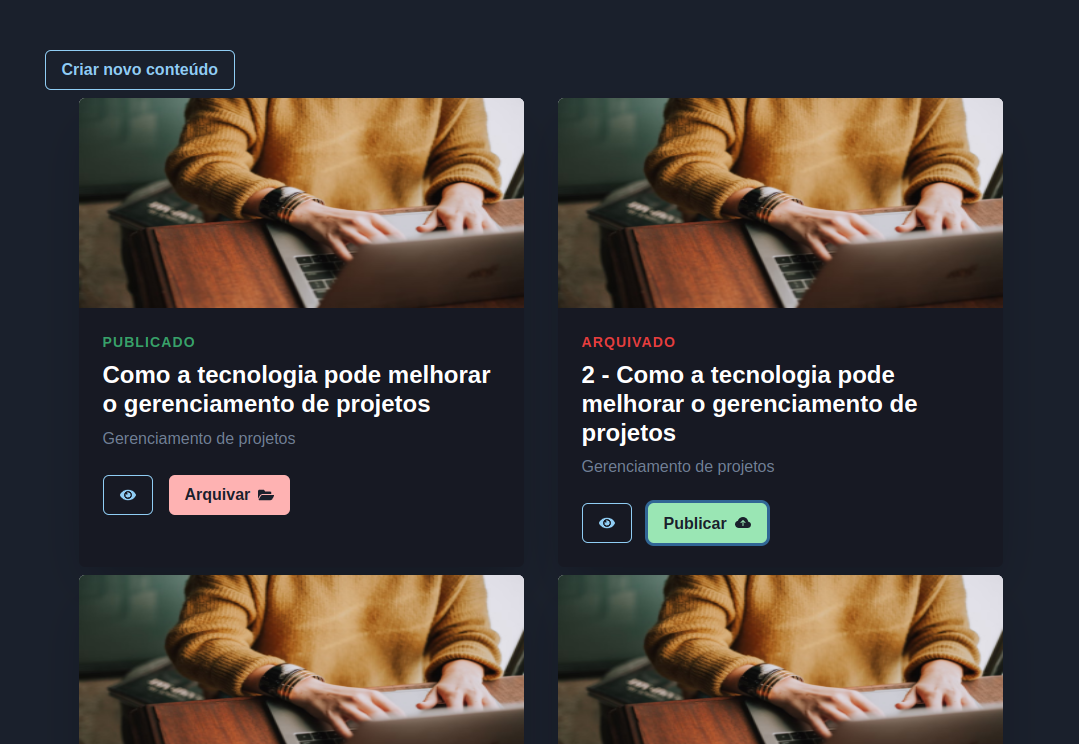 Criar novo conteúdo
PUBLICADO
Como a tecnologia pode melhorar
o gerenciamento de projetos
Gerenciamento de projetos
Arquivar
ARQUIVADO
2 - Como a tecnologia pode
melhorar o gerenciamento de
projetos
Gerenciamento de projetos
Publicar